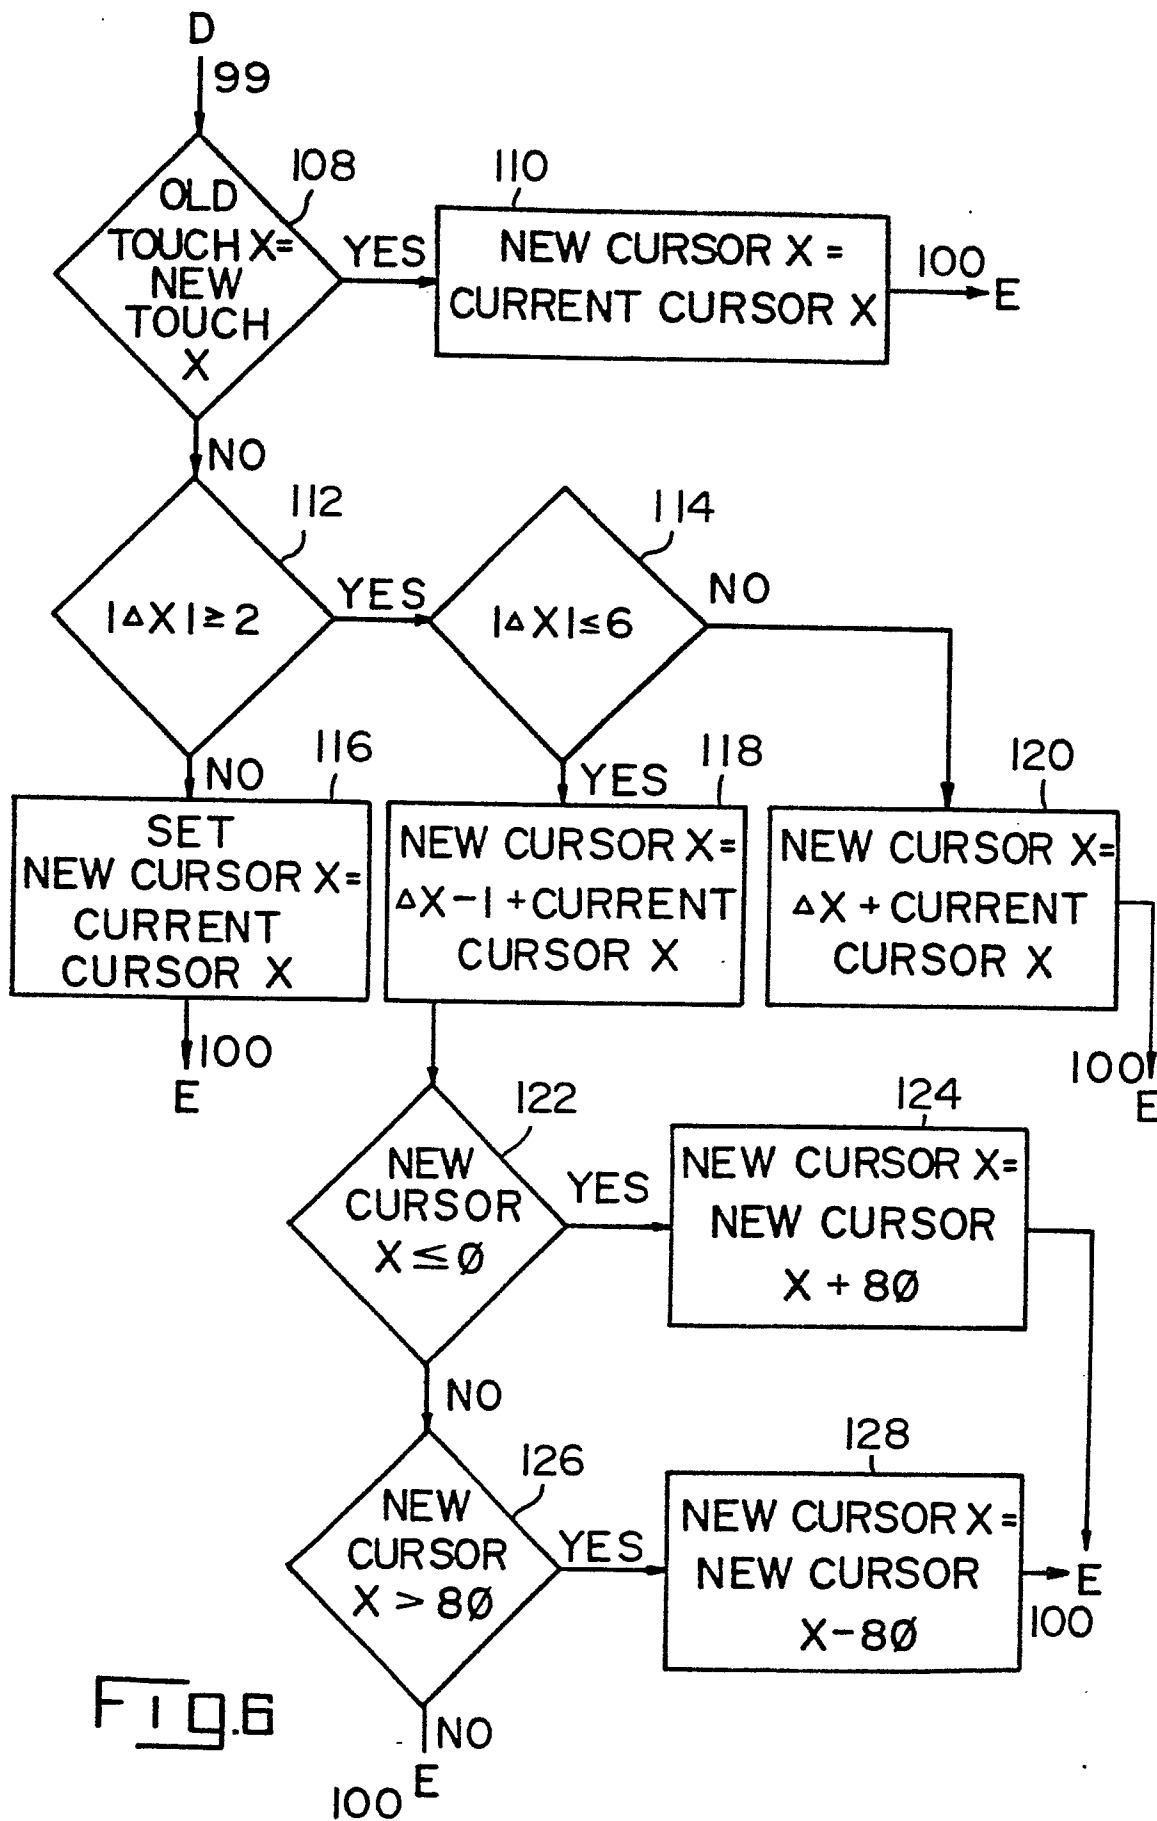 D
99
108
OLD
TOUCH X=
NEW
TOUCH
X
YES
110
NEW CURSOR X =
CURRENT CURSOR X
100
E
NO
112
|ΔX|≥2
YES
114
|ΔX|≤6
NO
NO
116
SET
NEW CURSOR X=
CURRENT
CURSOR X
100
E
YES
118
NEW CURSOR X=
ΔX-1+CURRENT
CURSOR X
120
NEW CURSOR X=
ΔX + CURRENT
CURSOR X
100
E
122
NEW
CURSOR
X ≤ Ø
YES
124
NEW CURSOR X=
NEW CURSOR
X + 8Ø
NO
126
NEW
CURSOR
X > 8Ø
YES
128
NEW CURSOR X=
NEW CURSOR
X-8Ø
E
100
NO
100 E
Fig.6